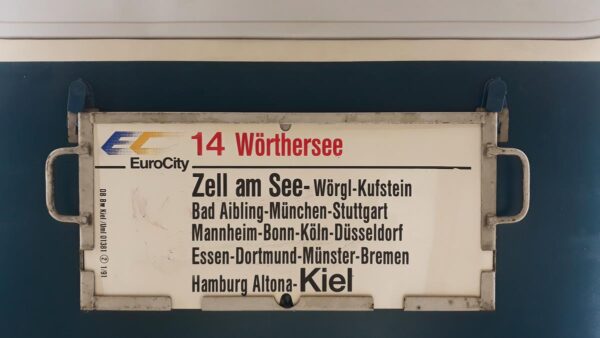 EC
EuroCity
14 Wörthersee
Zell am See-Wörgl-Kufstein
Bad Aibling-München-Stuttgart
Mannheim-Bonn-Köln-Düsseldorf
Essen-Dortmund-Münster-Bremen
Hamburg Altona-Kiel